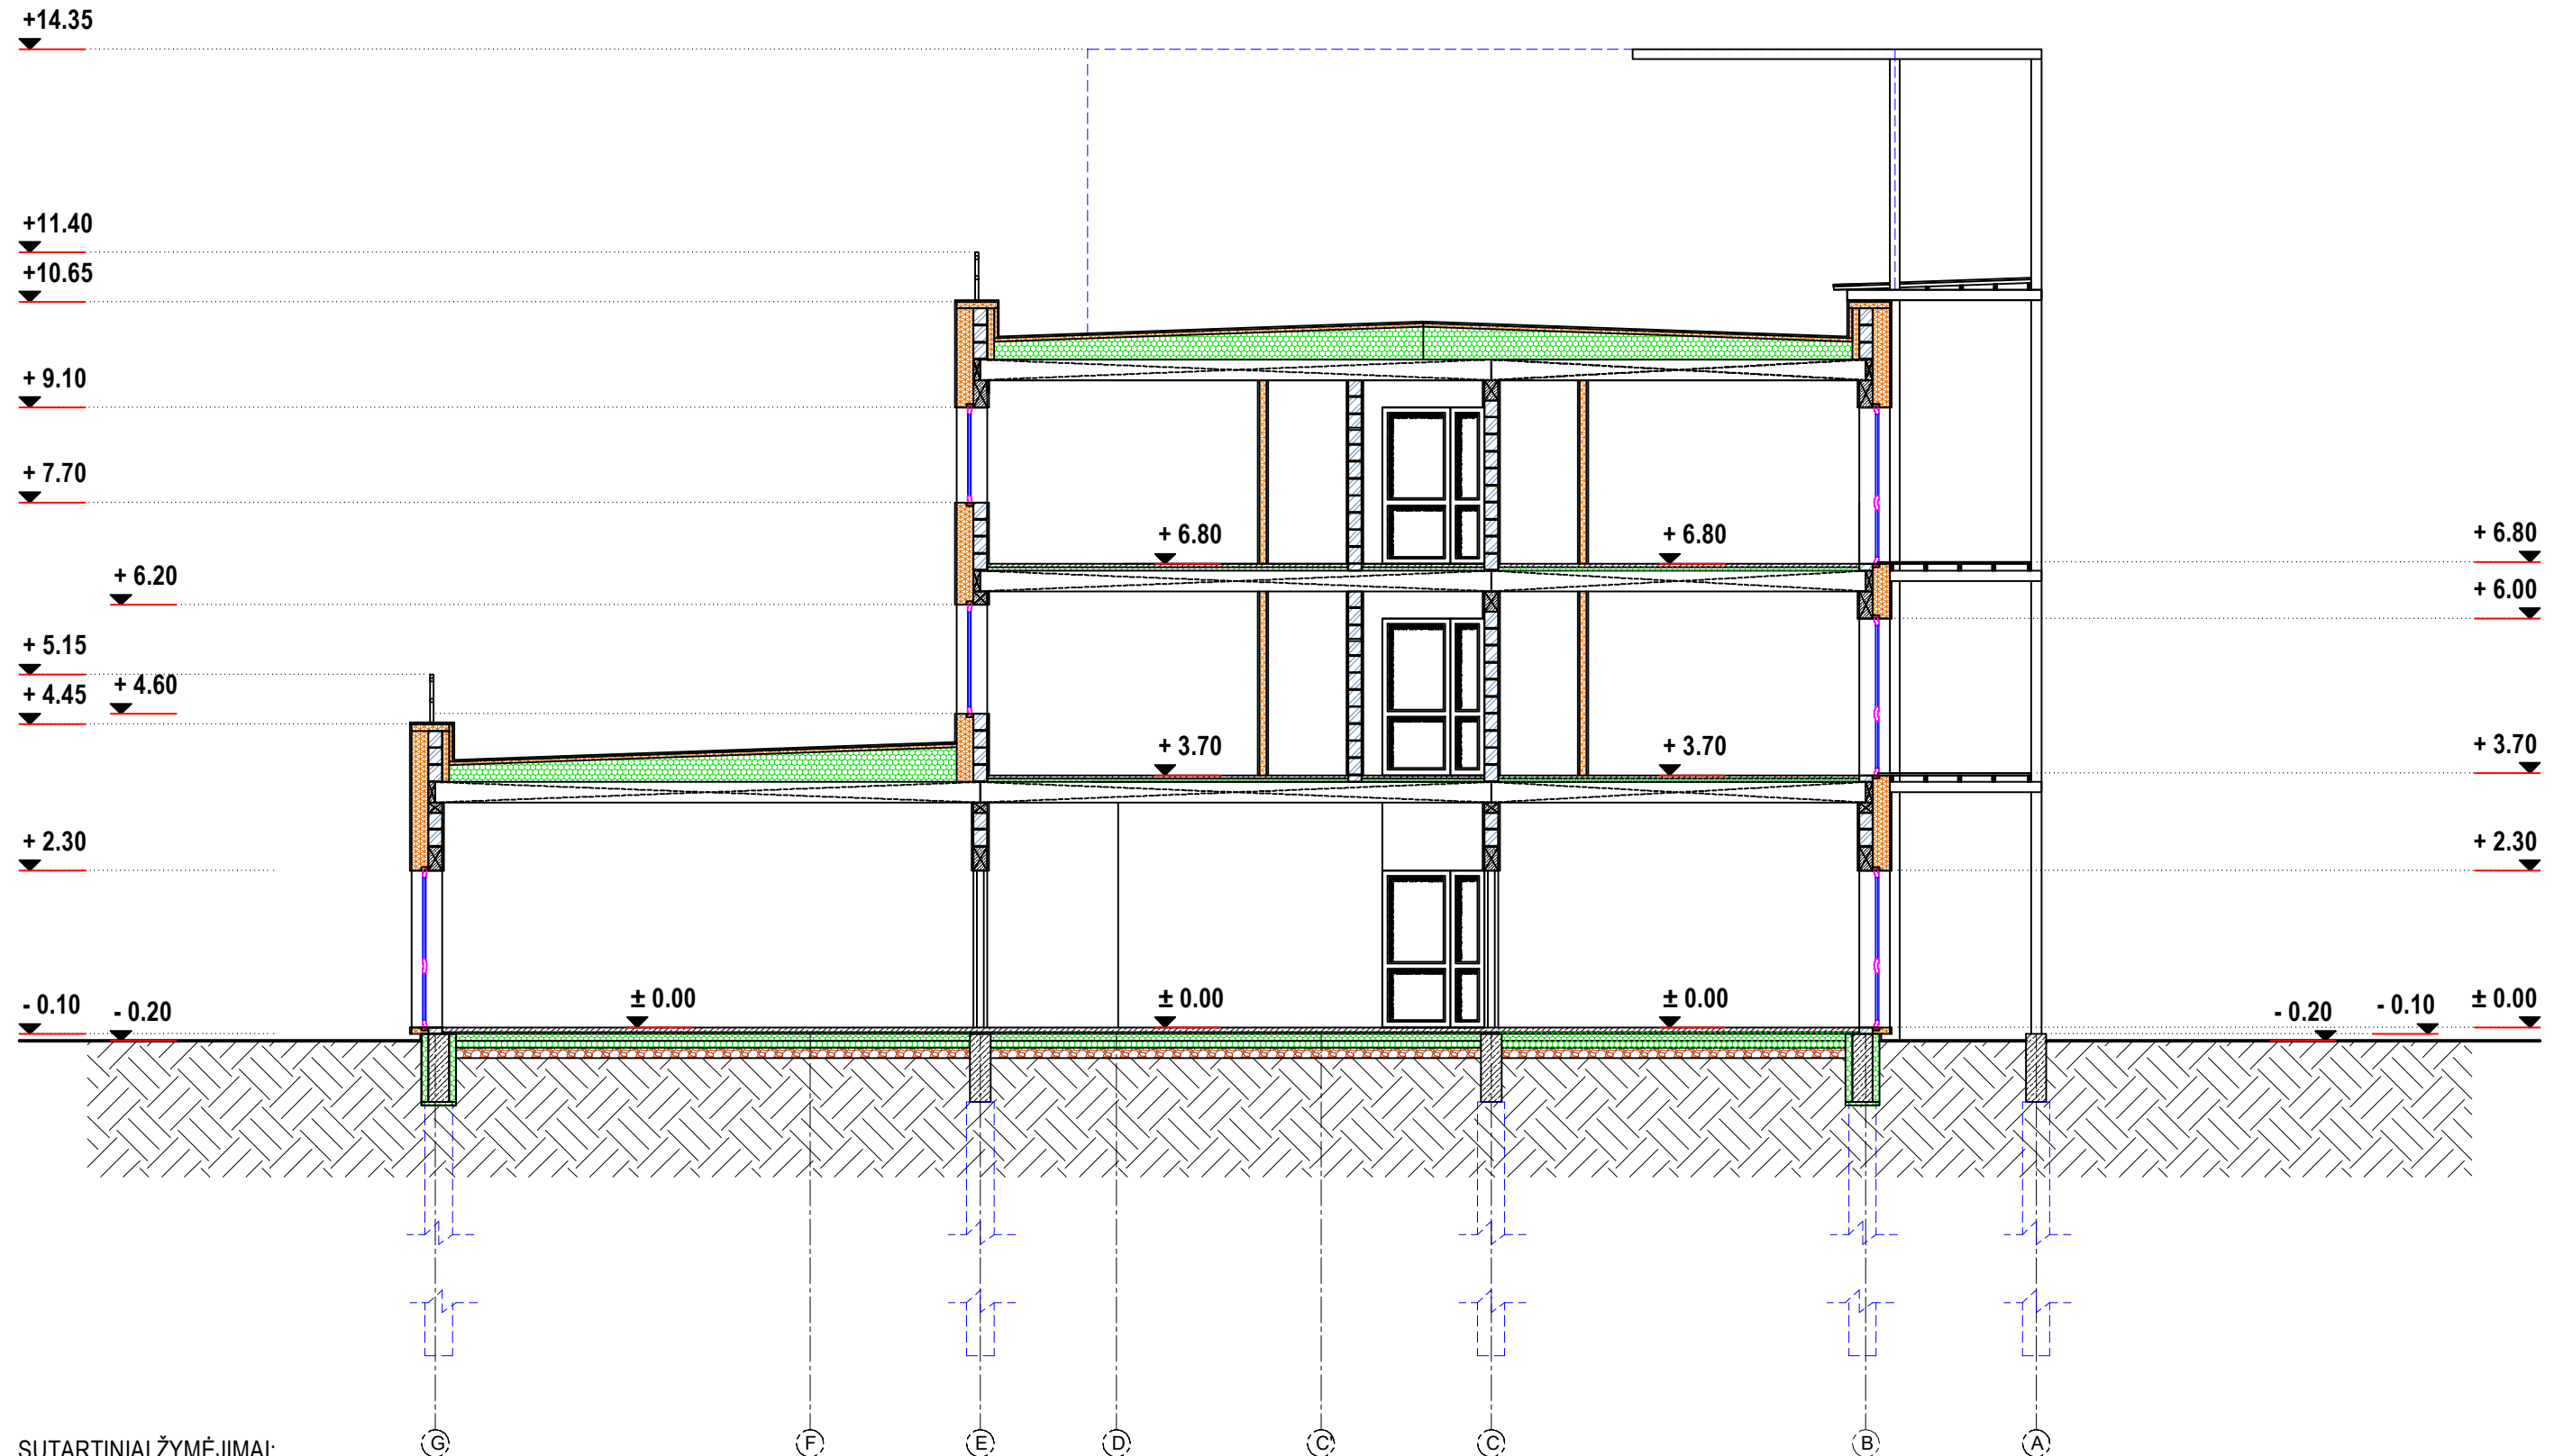 +14.35
+11.40
+10.65
+ 9.10
+ 7.70
+ 6.80
+ 6.80
+ 6.80
+ 6.20
+ 6.00
+ 5.15
+ 4.60
+ 4.45
+ 3.70
+ 3.70
+ 3.70
+ 2.30
+ 2.30
- 0.10
- 0.20
± 0.00
± 0.00
± 0.00
- 0.20
- 0.10
± 0.00
SUTARTINIAI ŽYMĖJIMAI:
G
F
E
D
C
C
B
A